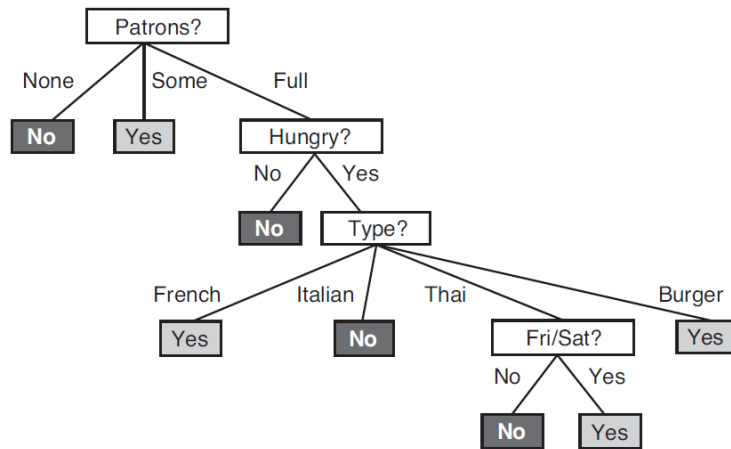 Patrons?
None Some Full
No Yes Hungry?
No Yes
No Type?
French Italian Thai Burger
Yes No Fri/Sat? Yes
No Yes
No Yes